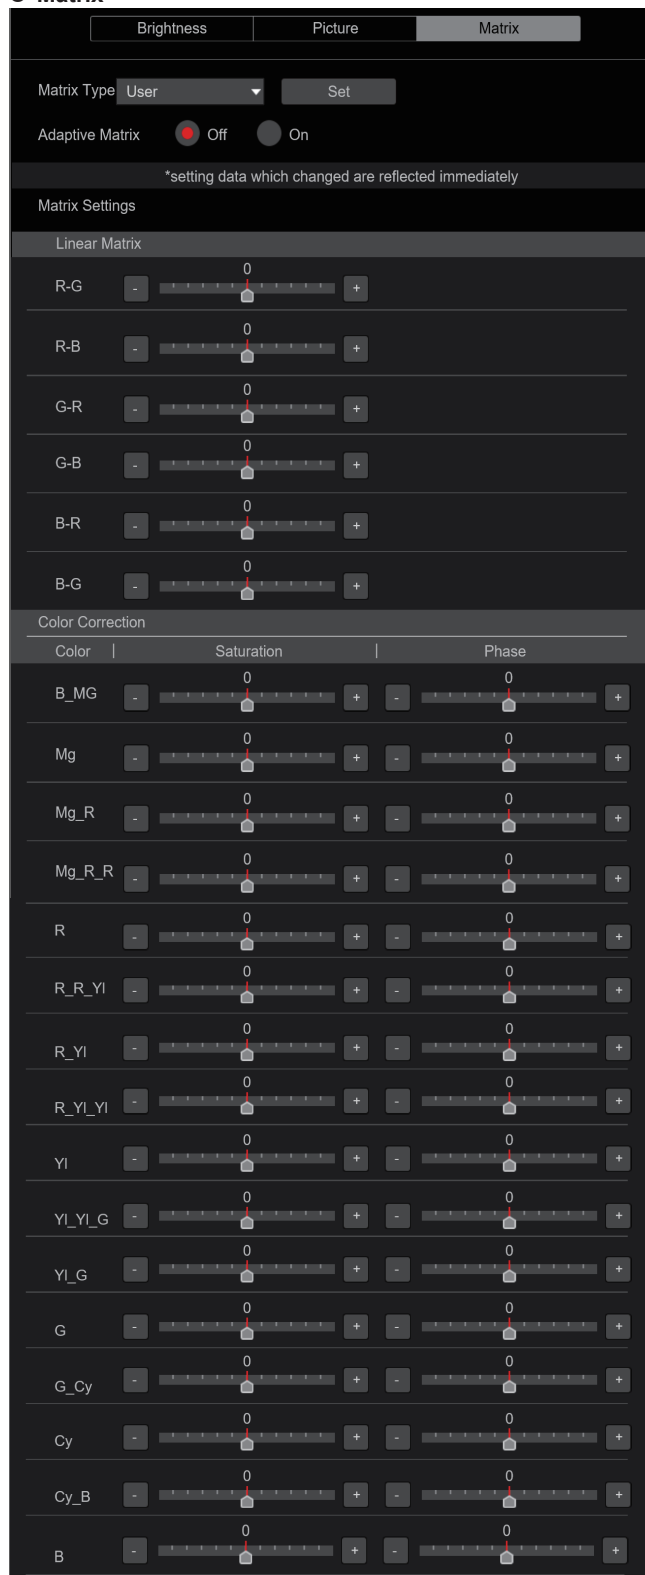 Brightness Picture Matrix
Matrix Type User Set
Adaptive Matrix Off On
*setting data which changed are reflected immediately
Matrix Settings
Linear Matrix
0
R-G - +
0
R-B - +
0
G-R - +
0
G-B - +
0
B-R - +
0
B-G - +
Color Correction
Color | Saturation | Phase
0 0
B_MG - + - +
0 0
Mg - + - +
0 0
Mg_R - + - +
0 0
Mg_R_R - + - +
0 0
R - + - +
0 0
R_R_Yl - + - +
0 0
R_Yl - + - +
0 0
R_Yl_Yl - + - +
0 0
Yl - + - +
0 0
Yl_Yl_G - + - +
0 0
Yl_G - + - +
0 0
G - + - +
0 0
G_Cy - + - +
0 0
Cy - + - +
0 0
Cy_B - + - +
0 0
B - + - +